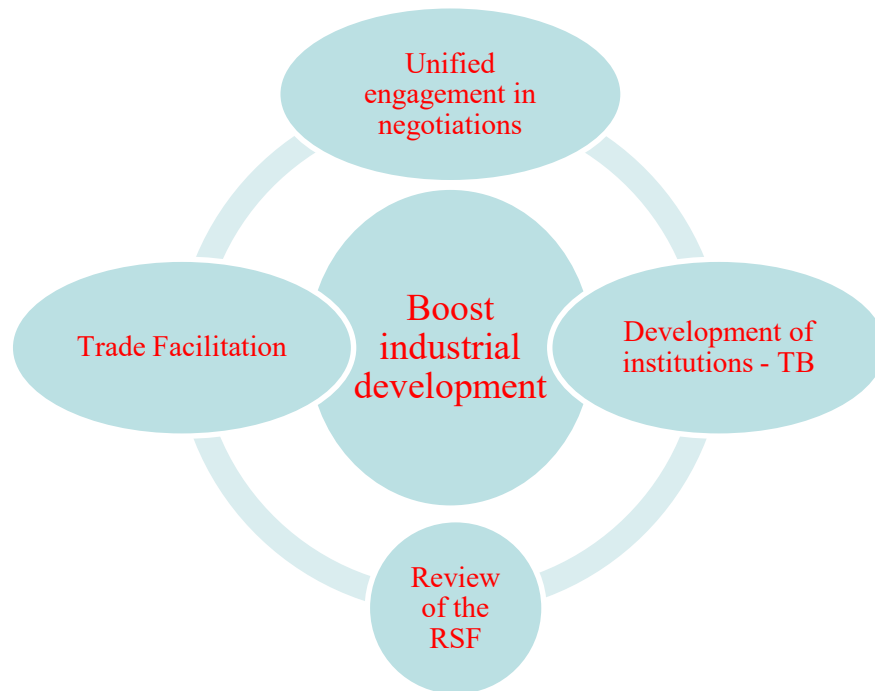 Unified
engagement in
negotiations
Trade Facilitation
Boost
industrial
development
Development of
institutions - TB
Review
of the
RSF